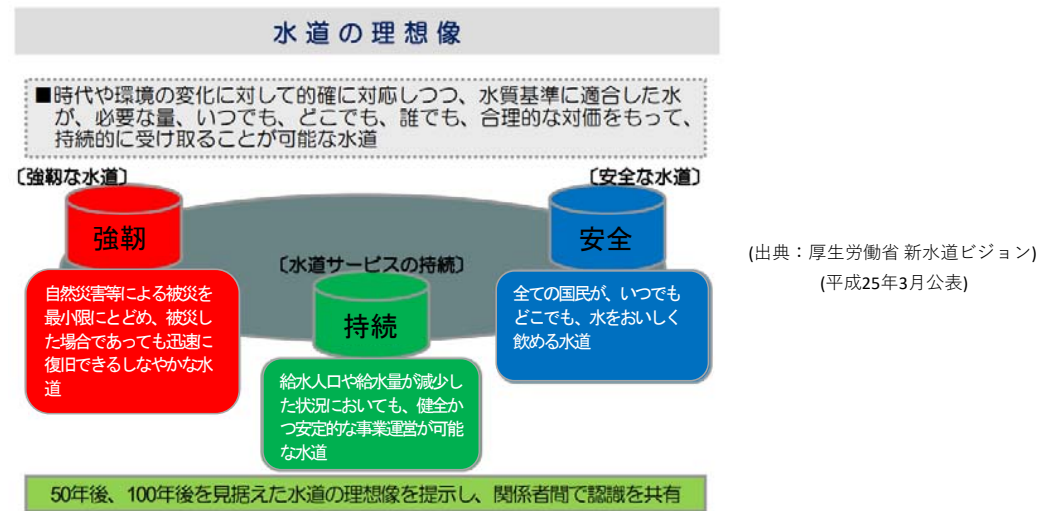 水道の理想像
■時代や環境の変化に対して的確に対応しつつ、水質基準に適合した水
が、必要な量、いつでも、どこでも、誰でも、合理的な対価をもって、
持続的に受け取ることが可能な水道
〔強靭な水道〕
〔安全な水道〕
強靭
安全
〔水道サービスの持続〕
持続
自然災害等による被災を
最小限にとどめ、被災し
た場合であっても迅速に
復旧できるしなやかな水
道
全ての国民が、いつでも
どこでも、水をおいしく
飲める水道
給水人口や給水量が減少し
た状況においても、健全か
つ安定的な事業運営が可能
な水道
50年後、100年後を見据えた水道の理想像を提示し、関係者間で認識を共有
(出典：厚生労働省 新水道ビジョン)
(平成25年3月公表)